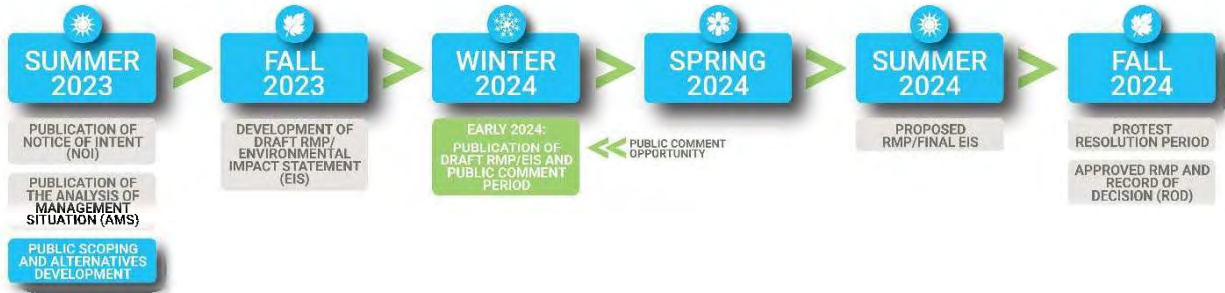 SUMMER
2023
PUBLICATION OF
NOTICE OF INTENT
(NOI)
PUBLICATION OF
THE ANALYSIS OF
MANAGEMENT
SITUATION (AMS)
PUBLIC SCOPING
AND ALTERNATIVES
DEVELOPMENT
FALL
2023
DEVELOPMENT OF
DRAFT RMP/
ENVIRONMENTAL
IMPACT STATEMENT
(EIS)
WINTER
2024
EARLY 2024:
PUBLICATION OF
DRAFT RMP/EIS AND
PUBLIC COMMENT
PERIOD
PUBLIC COMMENT
OPPORTUNITY
SPRING
2024
SUMMER
2024
PROPOSED
RMP/FINAL EIS
FALL
2024
PROTEST
RESOLUTION PERIOD
APPROVED RMP AND
RECORD OF
DECISION (ROD)